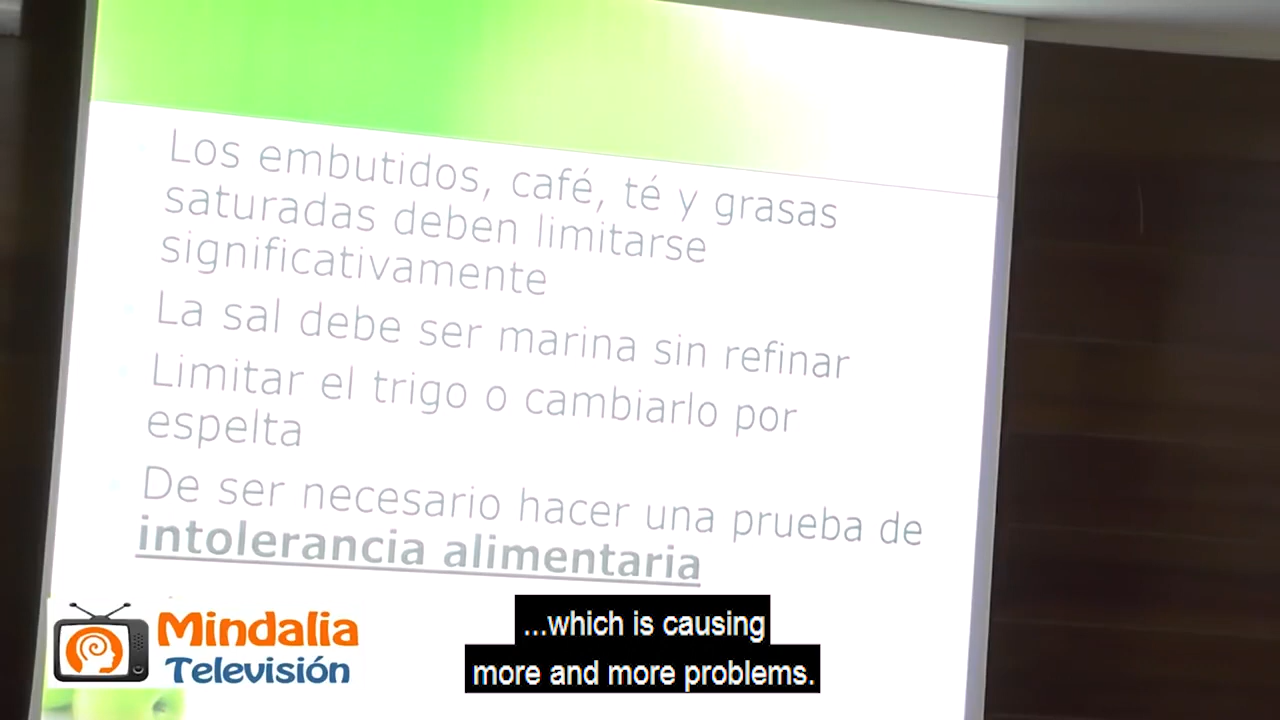 Los embutidos, café, té y grasas
saturadas deben limitarse
significativamente
La sal debe ser marina sin refinar
Limitar el trigo o cambiarlo por
espelta
De ser necesario hacer una prueba de
intolerancia alimentaria
Mindalia
Televisión
...which is causing
more and more problems.